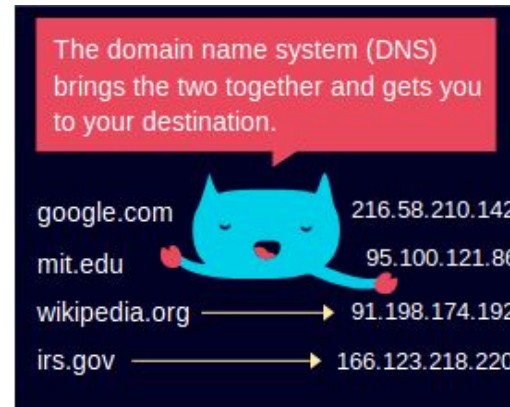 The domain name system (DNS)
brings the two together and gets you
to your destination.
google.com 216.58.210.142
mit.edu 95.100.121.86
wikipedia.org 91.198.174.192
irs.gov 166.123.218.220